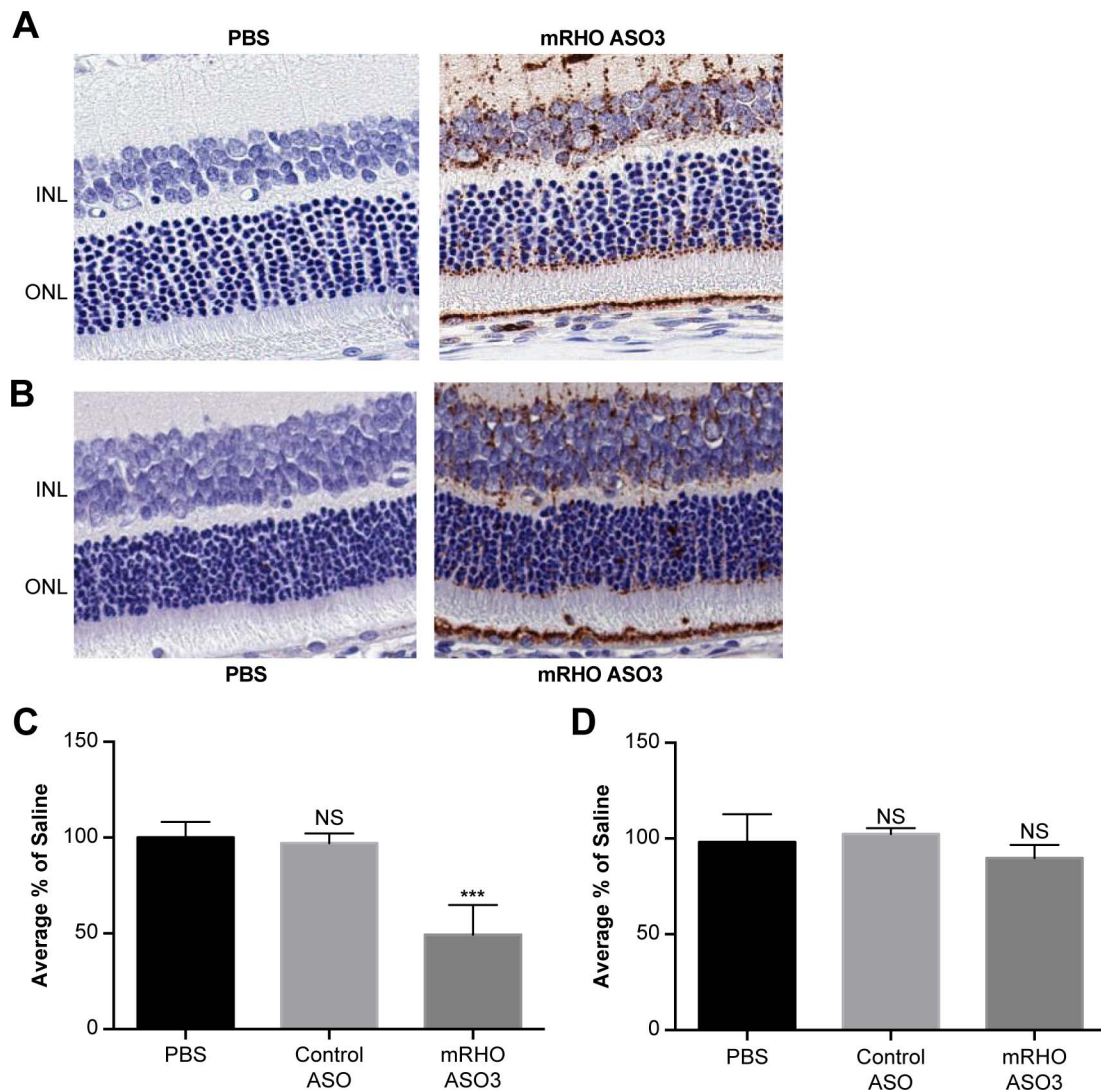 A
PBS
mRHO ASO3
INL
ONL
B
INL
ONL
PBS
mRHO ASO3
C
150
100
50
0
Average % of Saline
NS
***
PBS
Control
ASO
mRHO
ASO3
D
150
100
50
0
Average % of Saline
NS
NS
PBS
Control
ASO
mRHO
ASO3